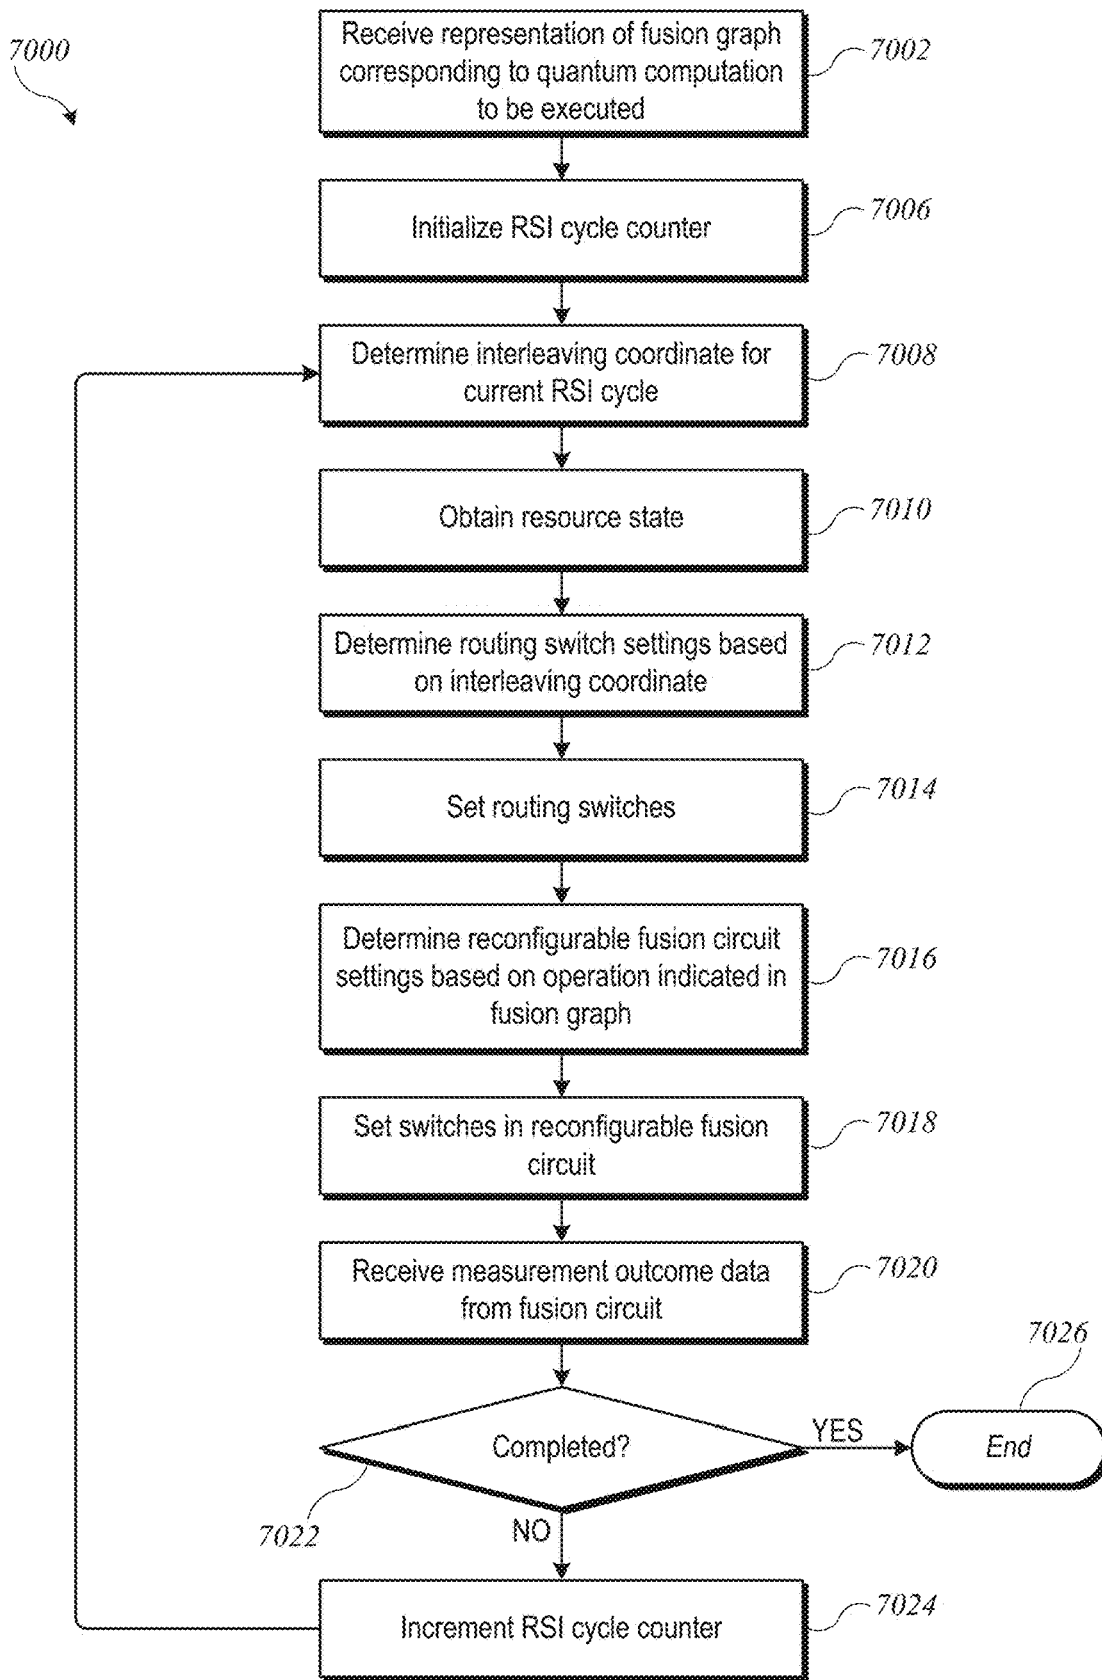 7000
Receive representation of fusion graph
corresponding to quantum computation
to be executed
7002
Initialize RSI cycle counter
7006
Determine interleaving coordinate for
current RSI cycle
7008
Obtain resource state
7010
Determine routing switch settings based
on interleaving coordinate
7012
Set routing switches
7014
Determine reconfigurable fusion circuit
settings based on operation indicated in
fusion graph
7016
Set switches in reconfigurable fusion
circuit
7018
Receive measurement outcome data
from fusion circuit
7020
Completed?
7022
YES
End
7026
NO
Increment RSI cycle counter
7024